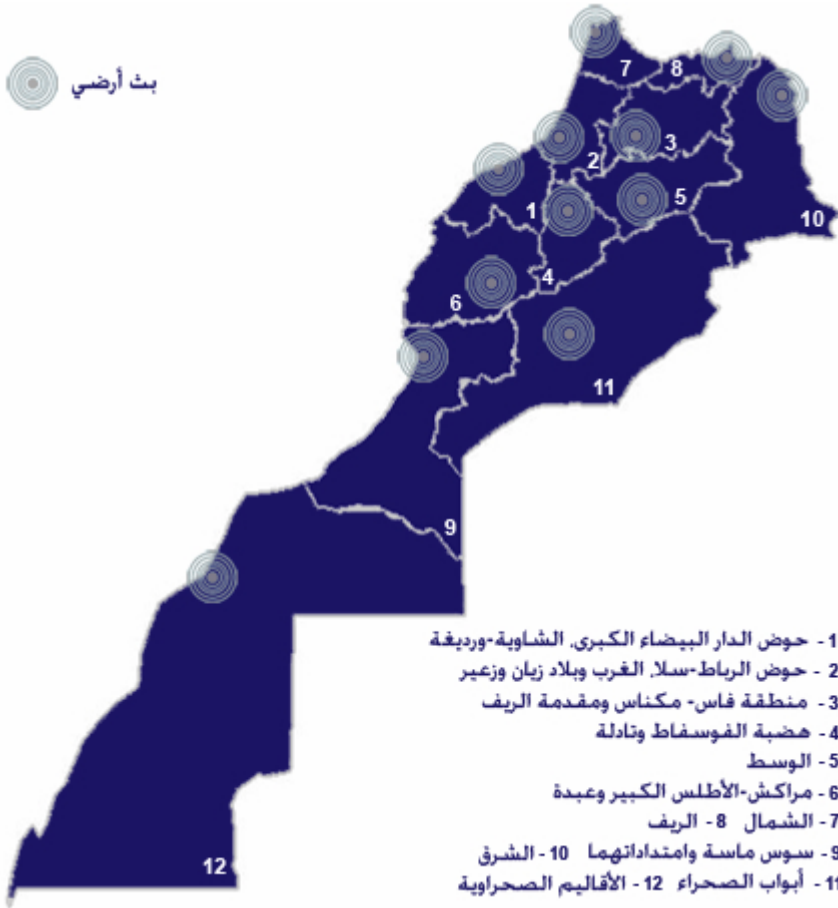 بث أرضي
7
8
3
2
5
1
10
4
6
11
9
12
1 - حوض الدار البيضاء الكبرى, الشاوية-ورديغة
2 - حوض الرباط-سلا, الغرب وبلاد زيان وزعير
3 - منطقة فاس- مكناس ومقدمة الريف
4 - هضبة الفوسفاط وتادلة
5 - الوسط
6 - مراكش-الأطلس الكبير وعبدة
7 - الشمال 8 - الريف
9 - سوس ماسة وامتداداتهما 10 - الشرق
11 - أبواب الصحراء 12 - الأقاليم الصحراوية